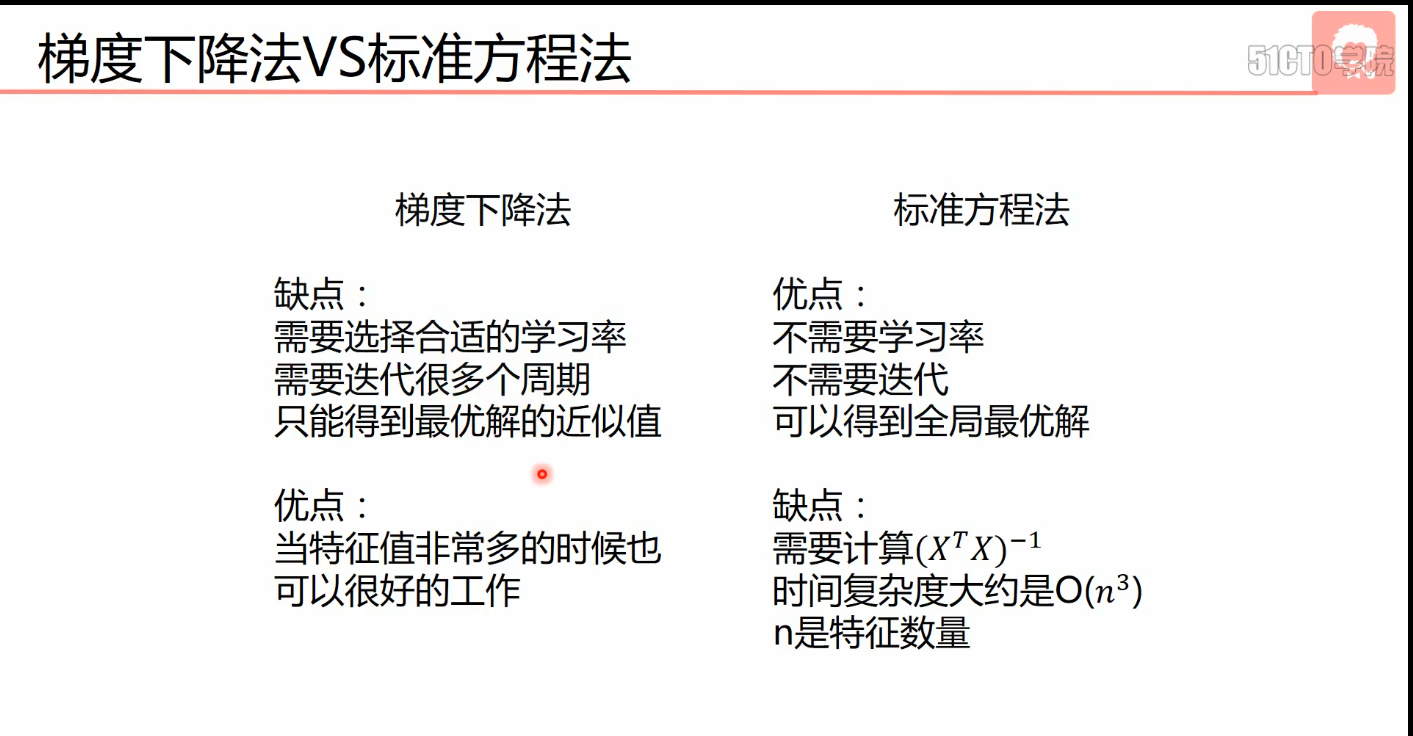 梯度下降法VS标准方程法
51CTO学院
梯度下降法
缺点：
需要选择合适的学习率
需要迭代很多个周期
只能得到最优解的近似值
优点：
当特征值非常多的时候也
可以很好的工作
标准方程法
优点：
不需要学习率
不需要迭代
可以得到全局最优解
缺点：
需要计算(XᵀX)⁻¹
时间复杂度大约是O(n³)
n是特征数量